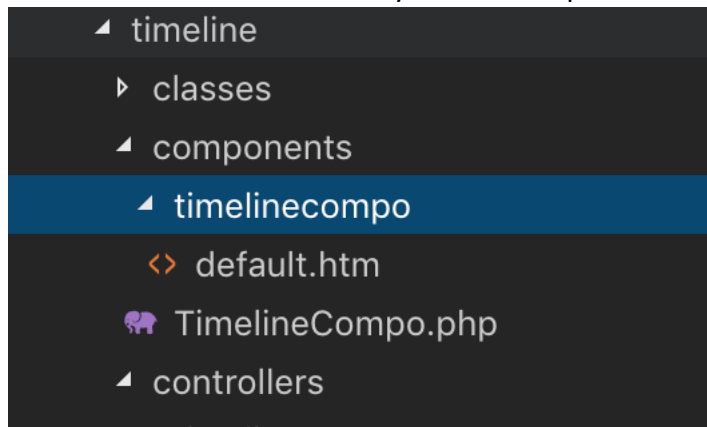 timeline
classes
components
timelinecompo
default.htm
TimelineCompo.php
controllers